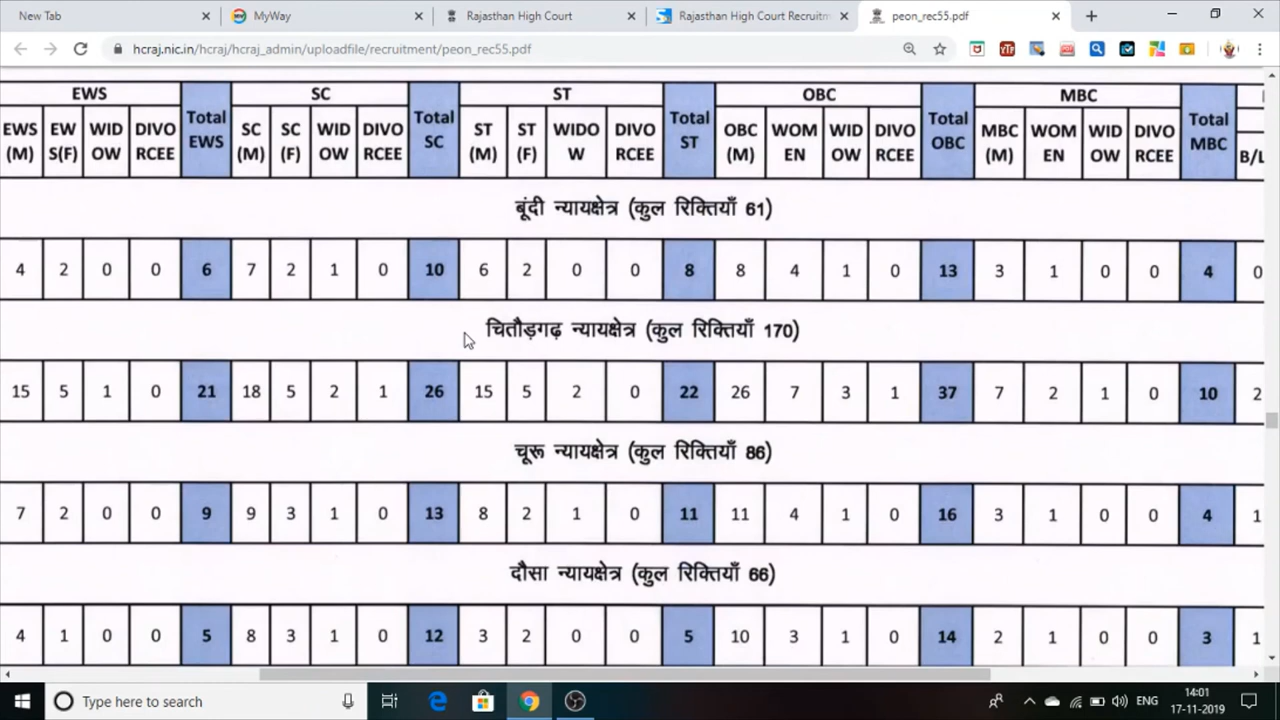 New Tab MyWay Rajasthan High Court Rajasthan High Court Recruitm peon_rec55.pdf
hcraj.nic.in/hcraj/hcraj_admin/uploadfile/recruitment/peon_rec55.pdf
EWS Total EWS SC Total SC ST Total ST OBC Total OBC MBC Total MBC
EWS (M) EW S(F) WID OW DIVO RCEE SC (M) SC (F) WID OW DIVO RCEE ST (M) ST (F) WIDO W DIVO RCEE OBC (M) WOM EN WID OW DIVO RCEE MBC (M) WOM EN WID OW DIVO RCEE B/L
बूंदी न्यायक्षेत्र (कुल रिक्तियाँ 61)
4 2 0 0 6 7 2 1 0 10 6 2 0 0 8 8 4 1 0 13 3 1 0 0 4 0
चितौड़गढ़ न्यायक्षेत्र (कुल रिक्तियाँ 170)
15 5 1 0 21 18 5 2 1 26 15 5 2 0 22 26 7 3 1 37 7 2 1 0 10 2
चूरू न्यायक्षेत्र (कुल रिक्तियाँ 86)
7 2 0 0 9 9 3 1 0 13 8 2 1 0 11 11 4 1 0 16 3 1 0 0 4 1
दौसा न्यायक्षेत्र (कुल रिक्तियाँ 66)
4 1 0 0 5 8 3 1 0 12 3 2 0 0 5 10 3 1 0 14 2 1 0 0 3 1
Type here to search ENG 14:01
17-11-2019